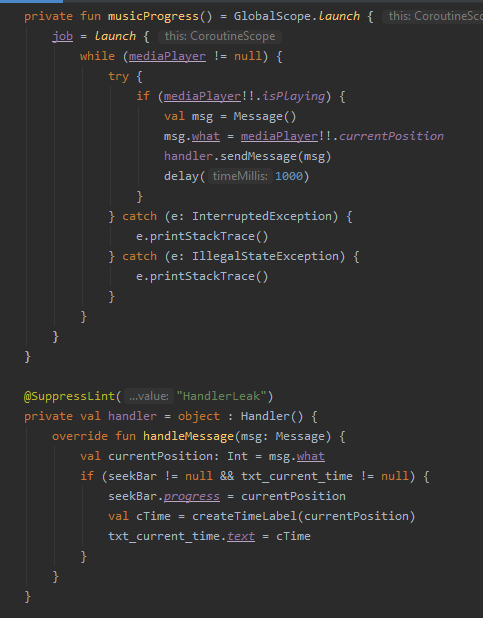 private fun musicProgress() = GlobalScope.launch { this: CoroutineSco
job = launch { this: CoroutineScope
while (mediaPlayer != null) {
try {
if (mediaPlayer!!.isPlaying) {
val msg = Message()
msg.what = mediaPlayer!!.currentPosition
handler.sendMessage(msg)
delay( timeMillis: 1000)
}
} catch (e: InterruptedException) {
e.printStackTrace()
} catch (e: IllegalStateException) {
e.printStackTrace()
}
}
}
}
@SuppressLint( ...value: "HandlerLeak")
private val handler = object : Handler() {
override fun handleMessage(msg: Message) {
val currentPosition: Int = msg.what
if (seekBar != null && txt_current_time != null) {
seekBar.progress = currentPosition
val cTime = createTimeLabel(currentPosition)
txt_current_time.text = cTime
}
}
}